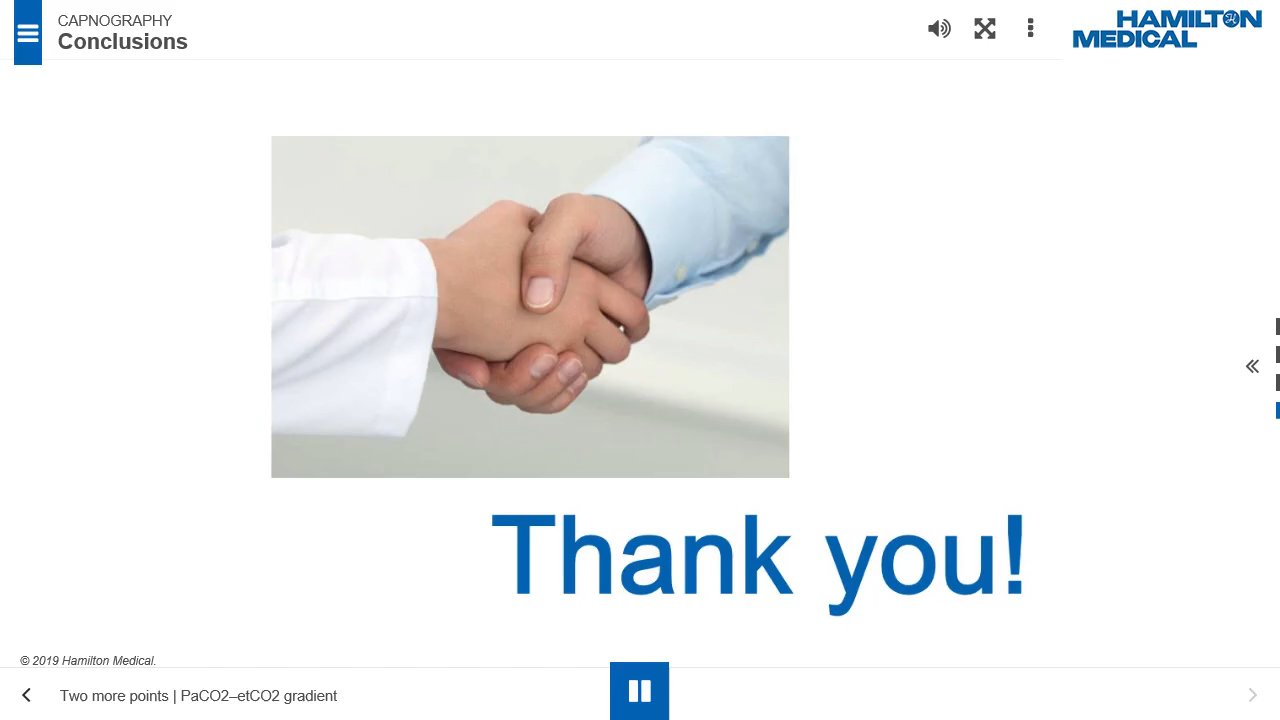 CAPNOGRAPHY
Conclusions
HAMILTON
MEDICAL
Thank you!
© 2019 Hamilton Medical.
Two more points | PaCO2–etCO2 gradient